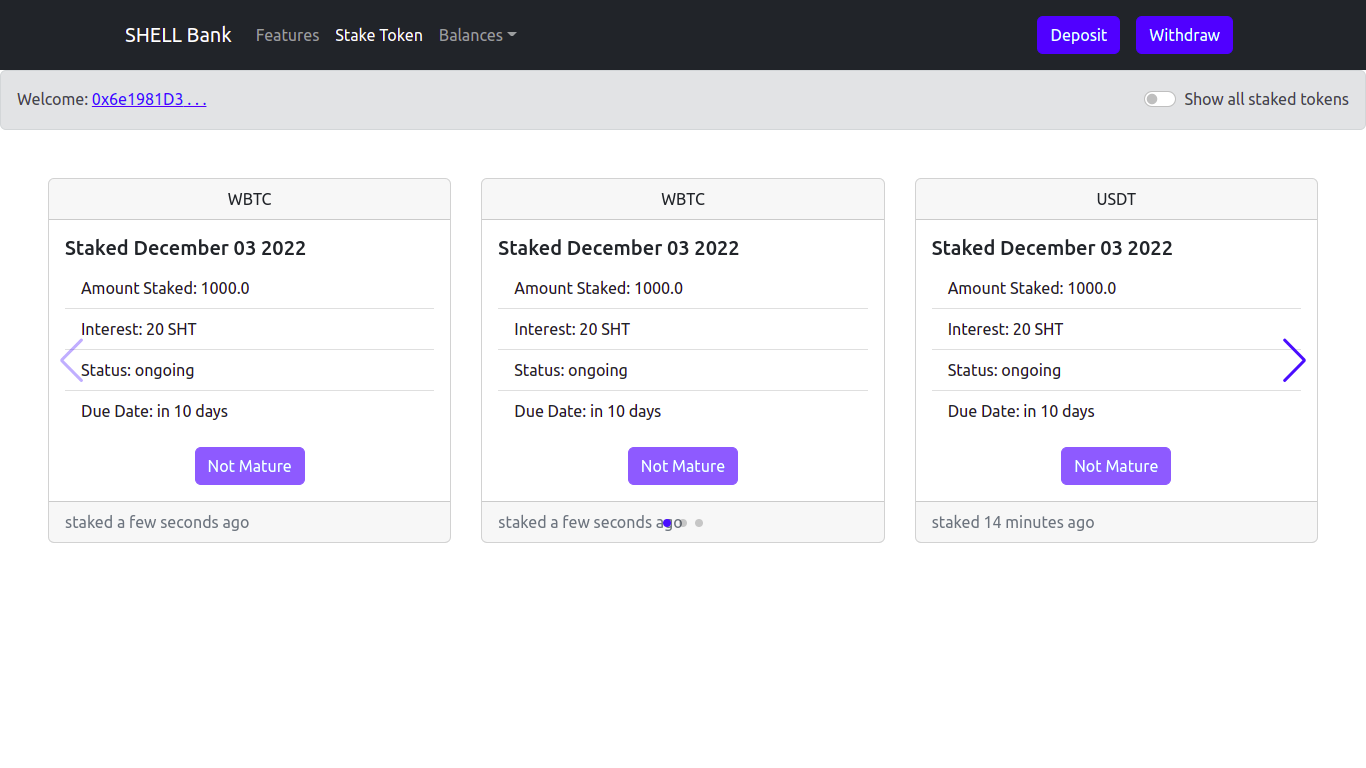 SHELL Bank Features Stake Token Balances Deposit Withdraw
Welcome: 0x6e1981D3 . . . Show all staked tokens
WBTC
Staked December 03 2022
Amount Staked: 1000.0
Interest: 20 SHT
Status: ongoing
Due Date: in 10 days
Not Mature
staked a few seconds ago
WBTC
Staked December 03 2022
Amount Staked: 1000.0
Interest: 20 SHT
Status: ongoing
Due Date: in 10 days
Not Mature
staked a few seconds ago
USDT
Staked December 03 2022
Amount Staked: 1000.0
Interest: 20 SHT
Status: ongoing
Due Date: in 10 days
Not Mature
staked 14 minutes ago